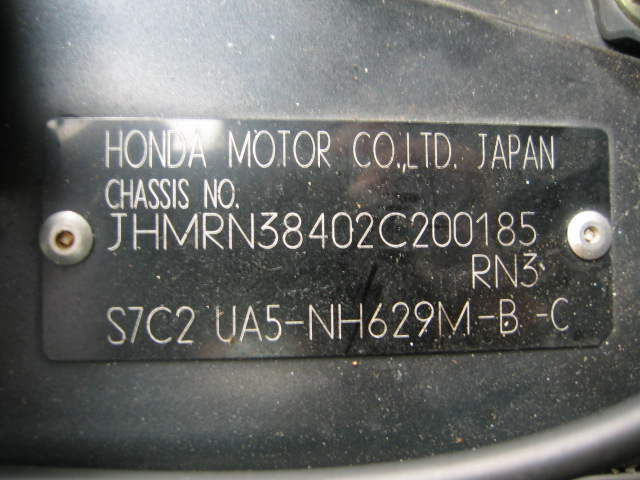 HONDA MOTOR CO.,LTD. JAPAN
CHASSIS NO.
JHMRN38402C200185
RN3
S7C2 UA5-NH629M-B -C